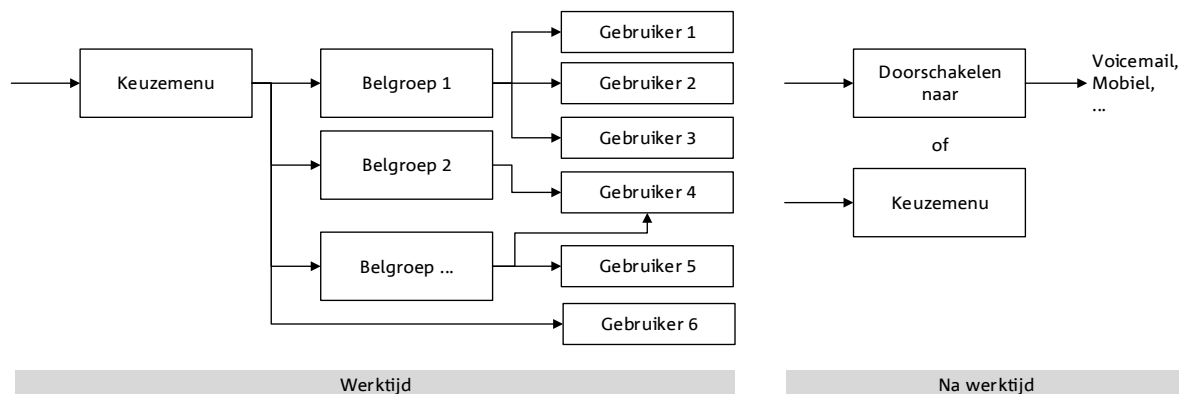 Keuzemenu
Belgroep 1
Belgroep 2
Belgroep ...
Gebruiker 1
Gebruiker 2
Gebruiker 3
Gebruiker 4
Gebruiker 5
Gebruiker 6
Werktijd
Doorschakelen
naar
Voicemail,
Mobiel,
...
of
Keuzemenu
Na werktijd